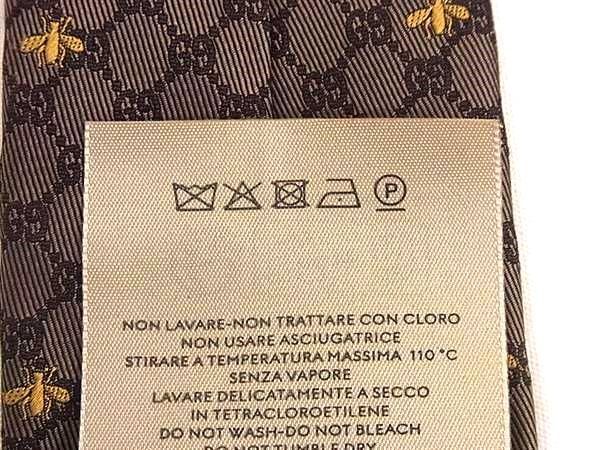 P
NON LAVARE-NON TRATTARE CON CLORO
NON USARE ASCIUGATRICE
STIRARE A TEMPERATURA MASSIMA 110 °C
SENZA VAPORE
LAVARE DELICATAMENTE A SECCO
IN TETRACLOROETILENE
DO NOT WASH-DO NOT BLEACH
DO NOT TUMBLE DRY